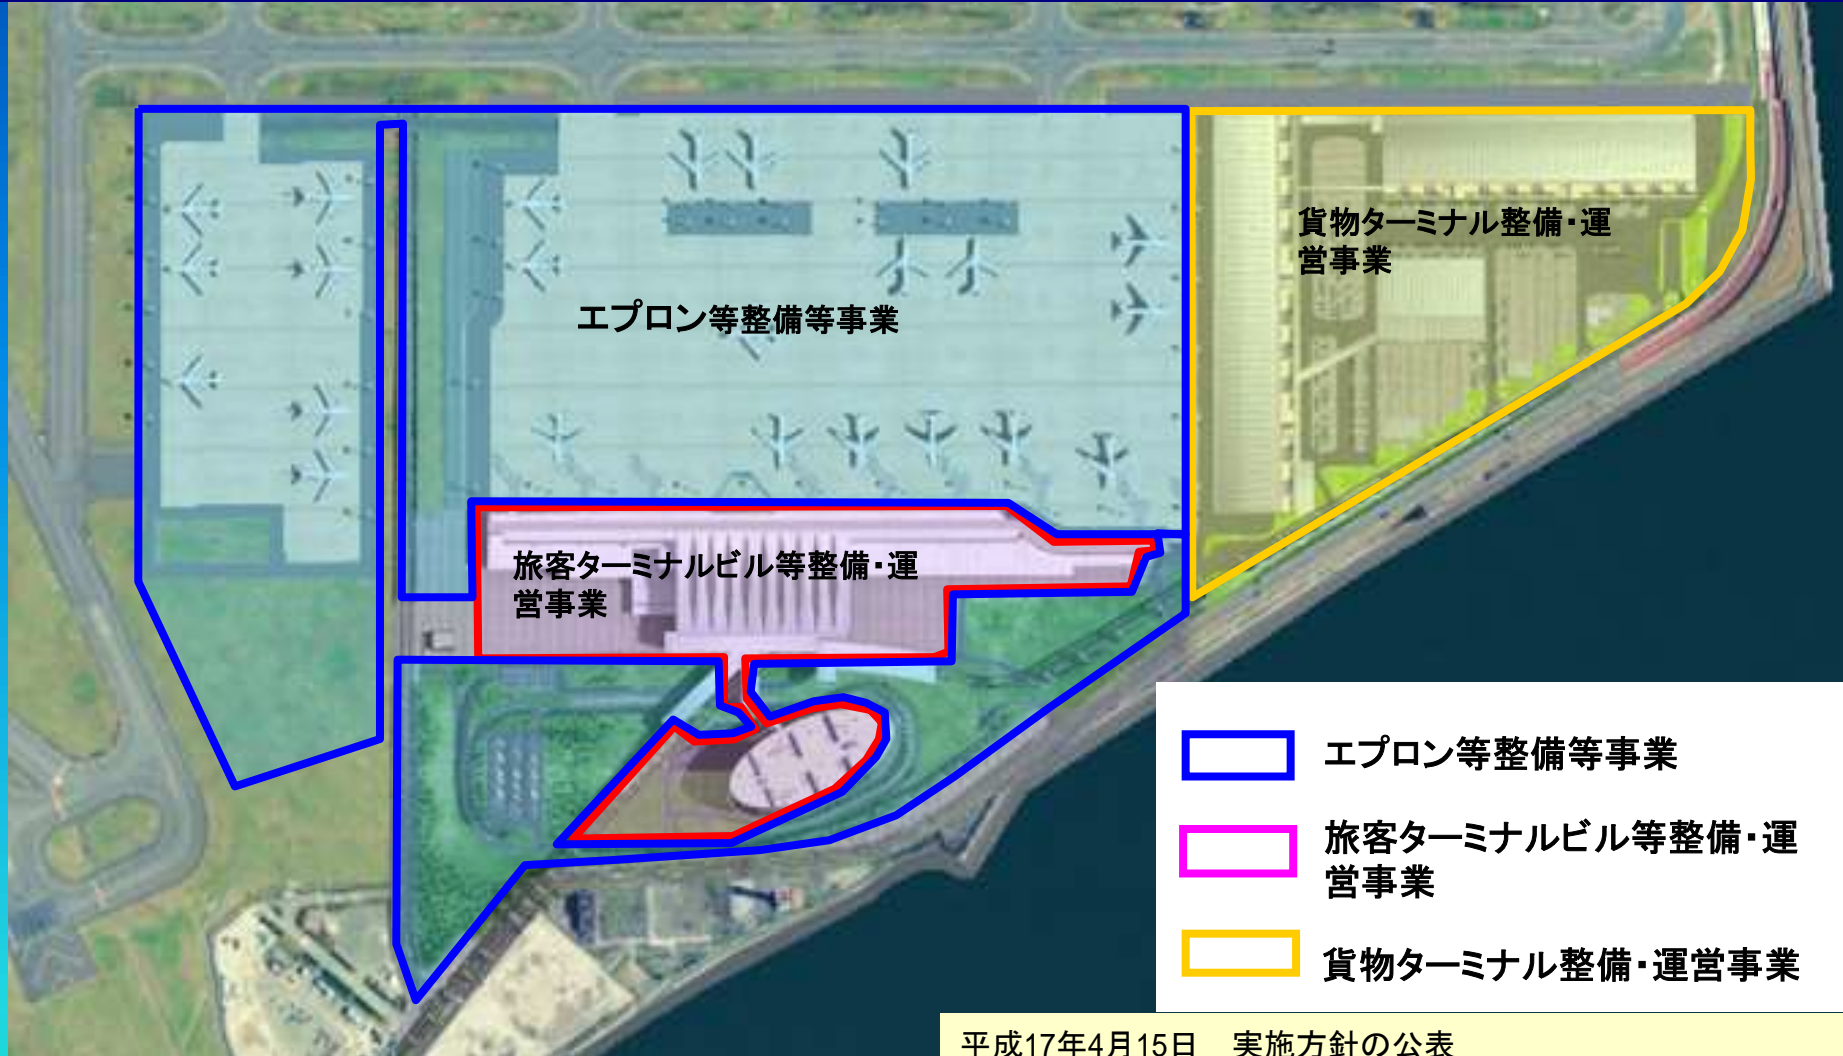 貨物ターミナル整備・運
営事業
エプロン等整備等事業
旅客ターミナルビル等整備・運
営事業
エプロン等整備等事業
旅客ターミナルビル等整備・運
営事業
貨物ターミナル整備・運営事業
平成17年4月15日　実施方針の公表